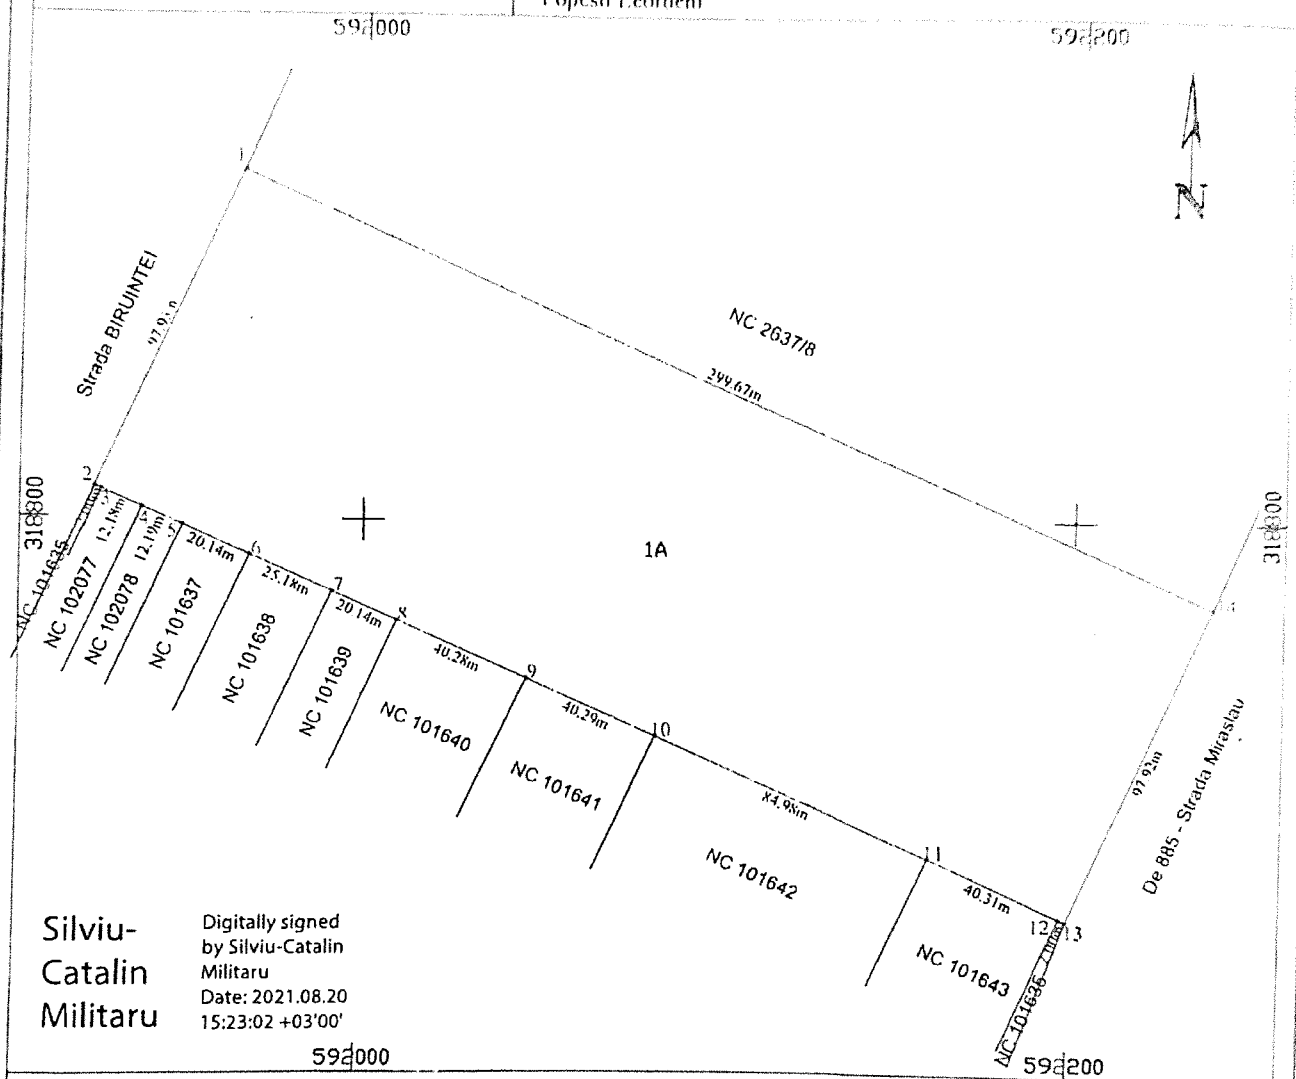 592000
592200
N
1
Strada BIRUINTEI
NC 2637/8
299.67m
2
318300
318300
3
12.18m
4
12.19m
5
20.14m
6
25.18m
7
20.14m
8
40.28m
9
40.29m
10
84.98m
11
40.31m
12
13
14
1A
97.92m
De 885 - Strada Miraslau
NC 101635
NC 102077
NC 102078
NC 101637
NC 101638
NC 101639
NC 101640
NC 101641
NC 101642
NC 101643
NC 101636
Silviu-
Catalin
Militaru
Digitally signed
by Silviu-Catalin
Militaru
Date: 2021.08.20
15:23:02 +03'00'
592000
592200